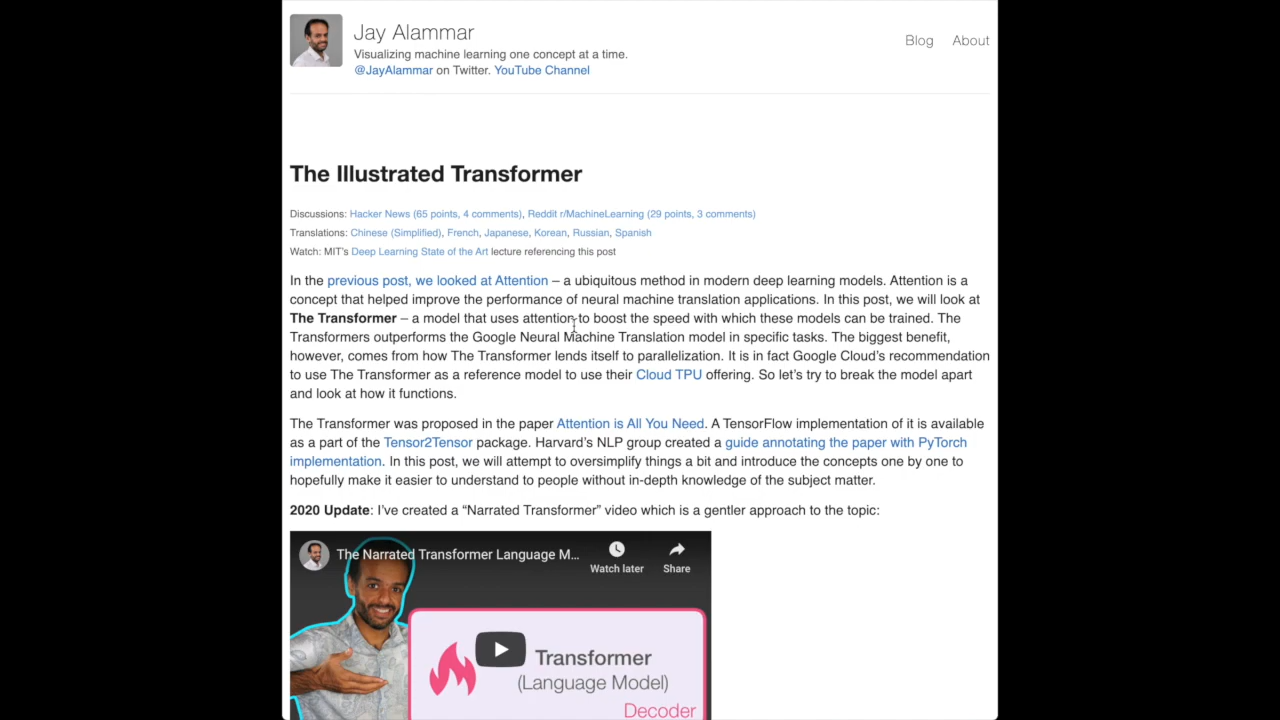 Jay Alammar
Visualizing machine learning one concept at a time.
@JayAlammar on Twitter. YouTube Channel
Blog About
The Illustrated Transformer
Discussions: Hacker News (65 points, 4 comments), Reddit r/MachineLearning (29 points, 3 comments)
Translations: Chinese (Simplified), French, Japanese, Korean, Russian, Spanish
Watch: MIT's Deep Learning State of the Art lecture referencing this post
In the previous post, we looked at Attention – a ubiquitous method in modern deep learning models. Attention is a
concept that helped improve the performance of neural machine translation applications. In this post, we will look at
The Transformer – a model that uses attention to boost the speed with which these models can be trained. The
Transformers outperforms the Google Neural Machine Translation model in specific tasks. The biggest benefit,
however, comes from how The Transformer lends itself to parallelization. It is in fact Google Cloud's recommendation
to use The Transformer as a reference model to use their Cloud TPU offering. So let's try to break the model apart
and look at how it functions.
The Transformer was proposed in the paper Attention is All You Need. A TensorFlow implementation of it is available
as a part of the Tensor2Tensor package. Harvard's NLP group created a guide annotating the paper with PyTorch
implementation. In this post, we will attempt to oversimplify things a bit and introduce the concepts one by one to
hopefully make it easier to understand to people without in-depth knowledge of the subject matter.
2020 Update: I've created a “Narrated Transformer” video which is a gentler approach to the topic:
The Narrated Transformer Language M...
Watch later Share
Transformer
(Language Model)
Decoder